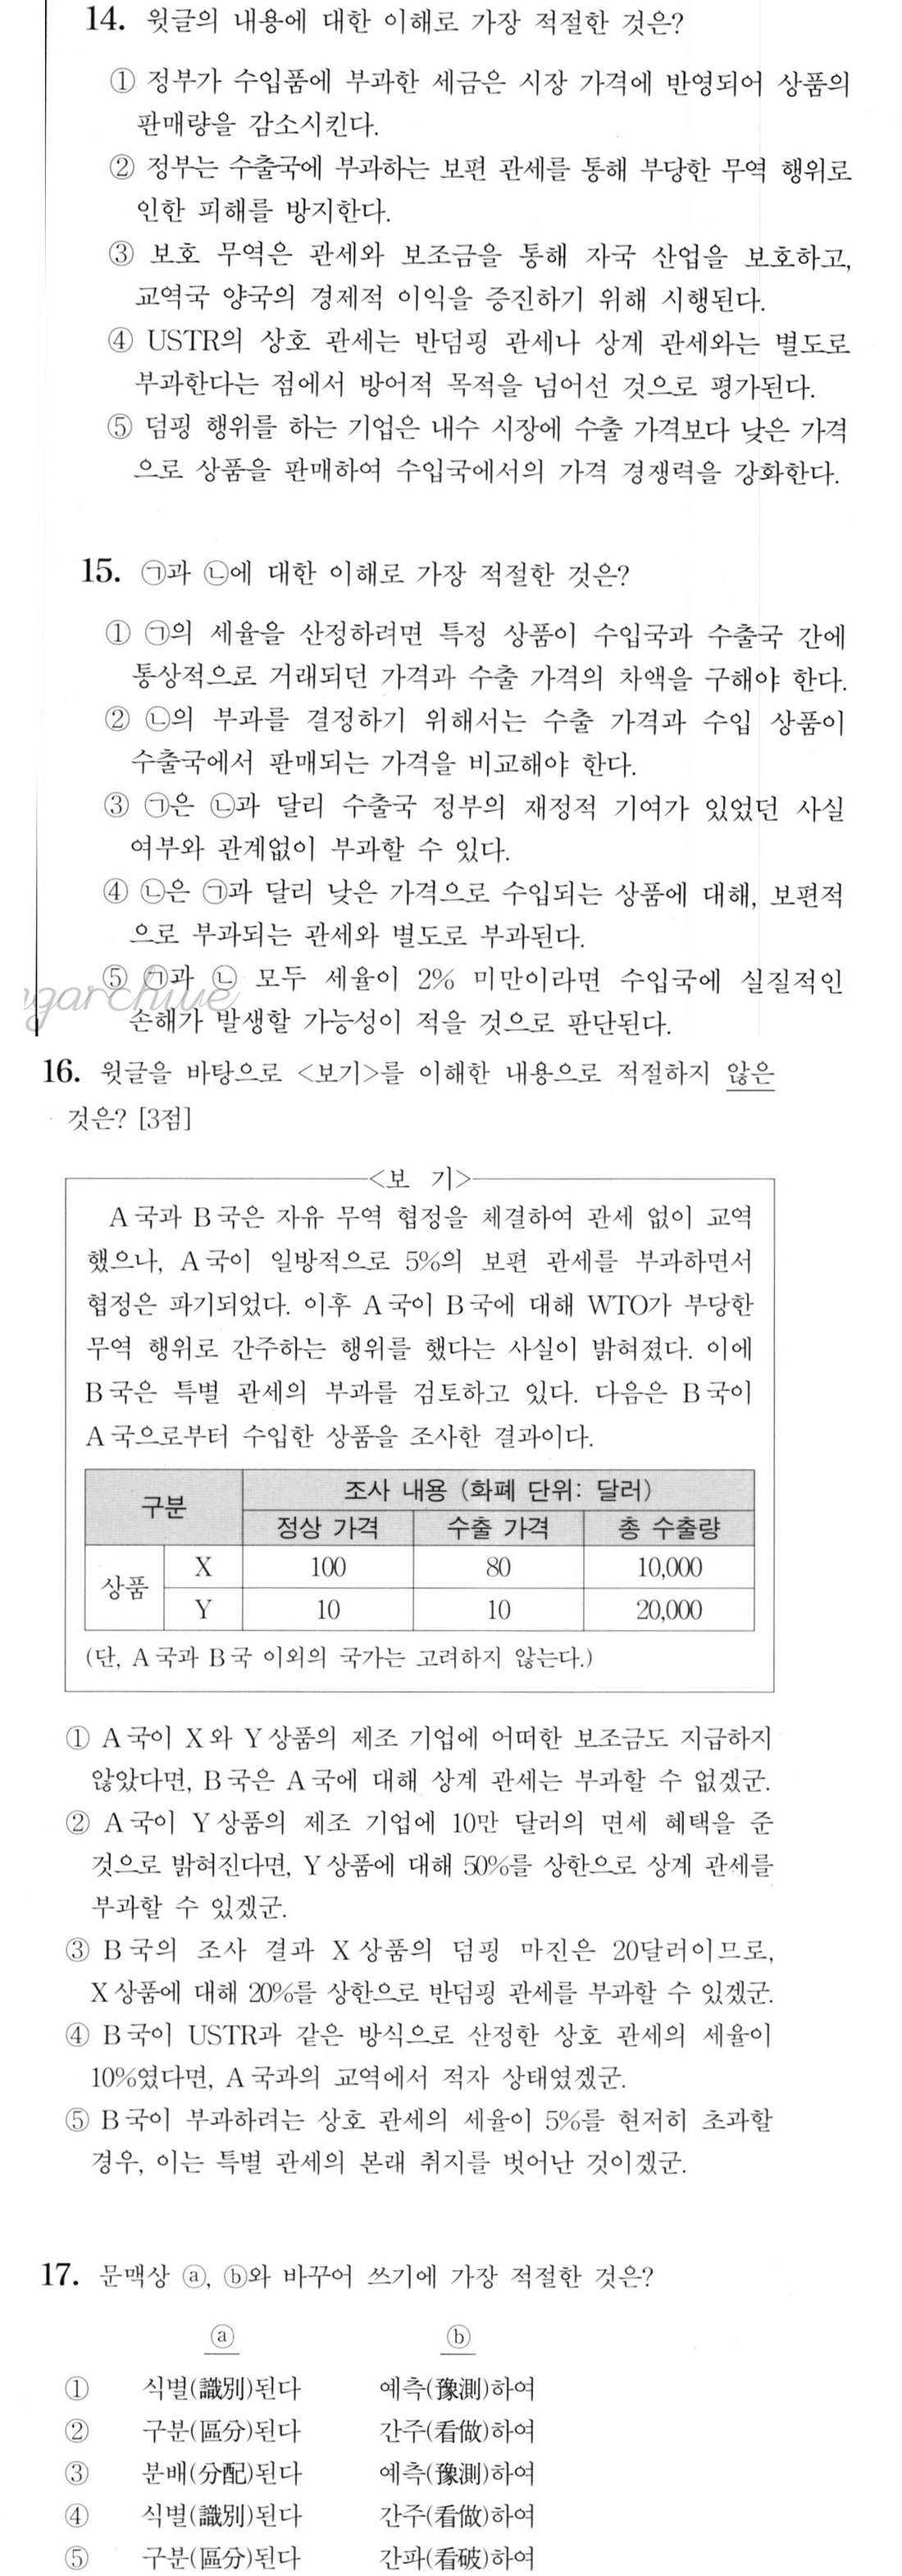 14. 윗글의 내용에 대한 이해로 가장 적절한 것은?
① 정부가 수입품에 부과한 세금은 시장 가격에 반영되어 상품의
판매량을 감소시킨다.
② 정부는 수출국에 부과하는 보편 관세를 통해 부당한 무역 행위로
인한 피해를 방지한다.
③ 보호 무역은 관세와 보조금을 통해 자국 산업을 보호하고,
교역국 양국의 경제적 이익을 증진하기 위해 시행된다.
④ USTR의 상호 관세는 반덤핑 관세나 상계 관세와는 별도로
부과한다는 점에서 방어적 목적을 넘어선 것으로 평가된다.
⑤ 덤핑 행위를 하는 기업은 내수 시장에 수출 가격보다 낮은 가격
으로 상품을 판매하여 수입국에서의 가격 경쟁력을 강화한다.
15. ㉠과 ㉡에 대한 이해로 가장 적절한 것은?
① ㉠의 세율을 산정하려면 특정 상품이 수입국과 수출국 간에
통상적으로 거래되던 가격과 수출 가격의 차액을 구해야 한다.
② ㉡의 부과를 결정하기 위해서는 수출 가격과 수입 상품이
수출국에서 판매되는 가격을 비교해야 한다.
③ ㉠은 ㉡과 달리 수출국 정부의 재정적 기여가 있었던 사실
여부와 관계없이 부과할 수 있다.
④ ㉡은 ㉠과 달리 낮은 가격으로 수입되는 상품에 대해, 보편적
으로 부과되는 관세와 별도로 부과된다.
⑤ ㉠과 ㉡ 모두 세율이 2% 미만이라면 수입국에 실질적인
손해가 발생할 가능성이 적을 것으로 판단된다.
16. 윗글을 바탕으로 <보기>를 이해한 내용으로 적절하지 않은
것은? [3점]
<보 기>
A국과 B국은 자유 무역 협정을 체결하여 관세 없이 교역
했으나, A국이 일방적으로 5%의 보편 관세를 부과하면서
협정은 파기되었다. 이후 A국이 B국에 대해 WTO가 부당한
무역 행위로 간주하는 행위를 했다는 사실이 밝혀졌다. 이에
B국은 특별 관세의 부과를 검토하고 있다. 다음은 B국이
A국으로부터 수입한 상품을 조사한 결과이다.
구분 조사 내용 (화폐 단위: 달러)
정상 가격 수출 가격 총 수출량
상품 X 100 80 10,000
Y 10 10 20,000
(단, A국과 B국 이외의 국가는 고려하지 않는다.)
① A국이 X와 Y상품의 제조 기업에 어떠한 보조금도 지급하지
않았다면, B국은 A국에 대해 상계 관세는 부과할 수 없겠군.
② A국이 Y상품의 제조 기업에 10만 달러의 면세 혜택을 준
것으로 밝혀진다면, Y상품에 대해 50%를 상한으로 상계 관세를
부과할 수 있겠군.
③ B국의 조사 결과 X상품의 덤핑 마진은 20달러이므로,
X상품에 대해 20%를 상한으로 반덤핑 관세를 부과할 수 있겠군.
④ B국이 USTR과 같은 방식으로 산정한 상호 관세의 세율이
10%였다면, A국과의 교역에서 적자 상태였겠군.
⑤ B국이 부과하려는 상호 관세의 세율이 5%를 현저히 초과할
경우, 이는 특별 관세의 본래 취지를 벗어난 것이겠군.
17. 문맥상 ⓐ, ⓑ와 바꾸어 쓰기에 가장 적절한 것은?
ⓐ ⓑ
① 식별(識別)된다 예측(豫測)하여
② 구분(區分)된다 간주(看做)하여
③ 분배(分配)된다 예측(豫測)하여
④ 식별(識別)된다 간주(看做)하여
⑤ 구분(區分)된다 간파(看破)하여